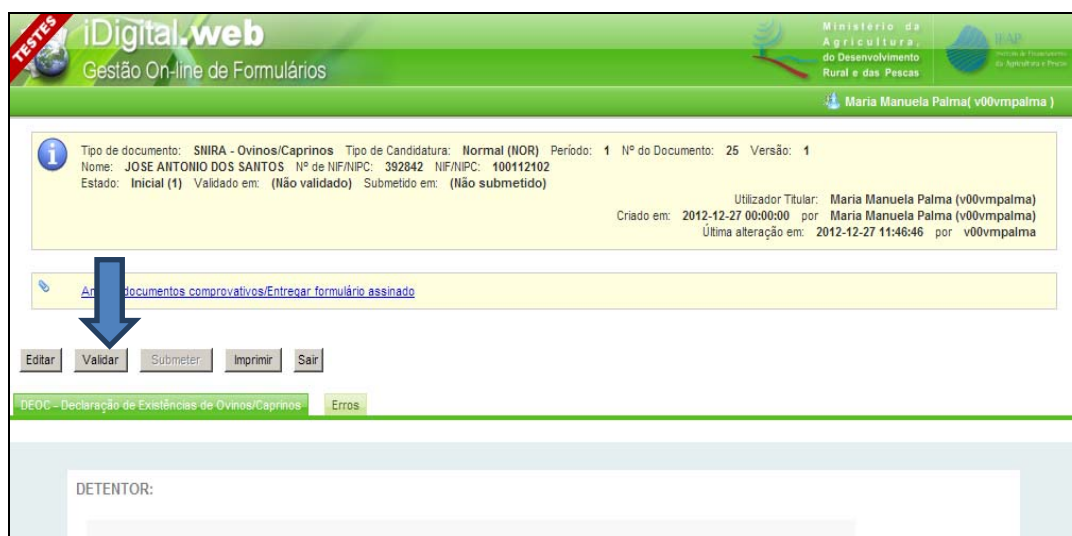 TESTES
iDigital.web
Gestão On-line de Formulários
Ministério da
Agricultura,
do Desenvolvimento
Rural e das Pescas
IFAP
Maria Manuela Palma( v00vmpalma )
Tipo de documento: SNIRA - Ovinos/Caprinos Tipo de Candidatura: Normal (NOR) Período: 1 Nº do Documento: 25 Versão: 1
Nome: JOSE ANTONIO DOS SANTOS Nº de NIF/NIPC: 392842 NIF/NIPC: 100112102
Estado: Inicial (1) Validado em: (Não validado) Submetido em: (Não submetido)
Utilizador Titular: Maria Manuela Palma (v00vmpalma)
Criado em: 2012-12-27 00:00:00 por Maria Manuela Palma (v00vmpalma)
Última alteração em: 2012-12-27 11:46:46 por v00vmpalma
documentos comprovativos/Entregar formulário assinado
Editar Validar Submeter Imprimir Sair
DEOC - Declaração de Existências de Ovinos/Caprinos Erros
DETENTOR: